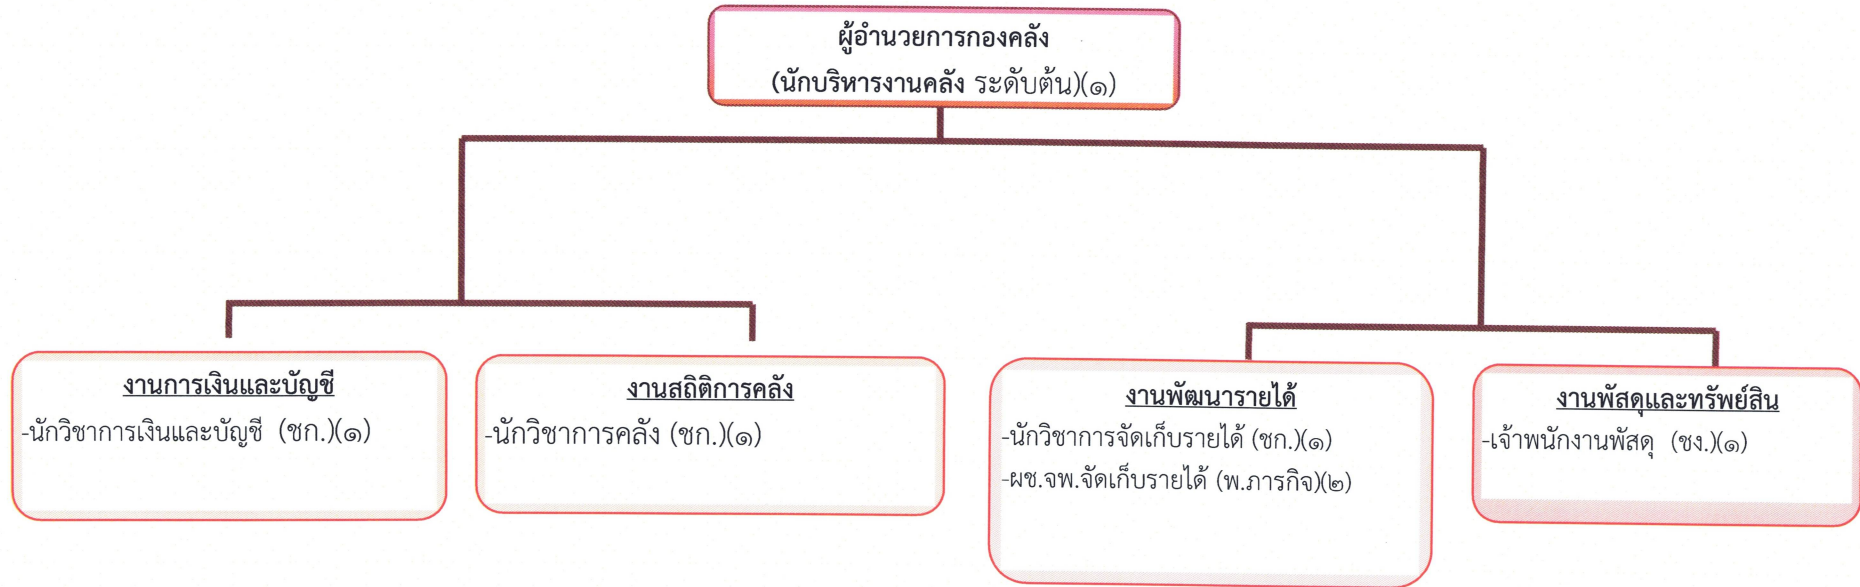 ผู้อำนวยการกองคลัง
(นักบริหารงานคลัง ระดับต้น)(๑)
งานการเงินและบัญชี
-นักวิชาการเงินและบัญชี (ชก.)(๑)
งานสถิติการคลัง
-นักวิชาการคลัง (ชก.)(๑)
งานพัฒนารายได้
-นักวิชาการจัดเก็บรายได้ (ชก.)(๑)
-ผช.จพ.จัดเก็บรายได้ (พ.ภารกิจ)(๒)
งานพัสดุและทรัพย์สิน
-เจ้าพนักงานพัสดุ (ชง.)(๑)